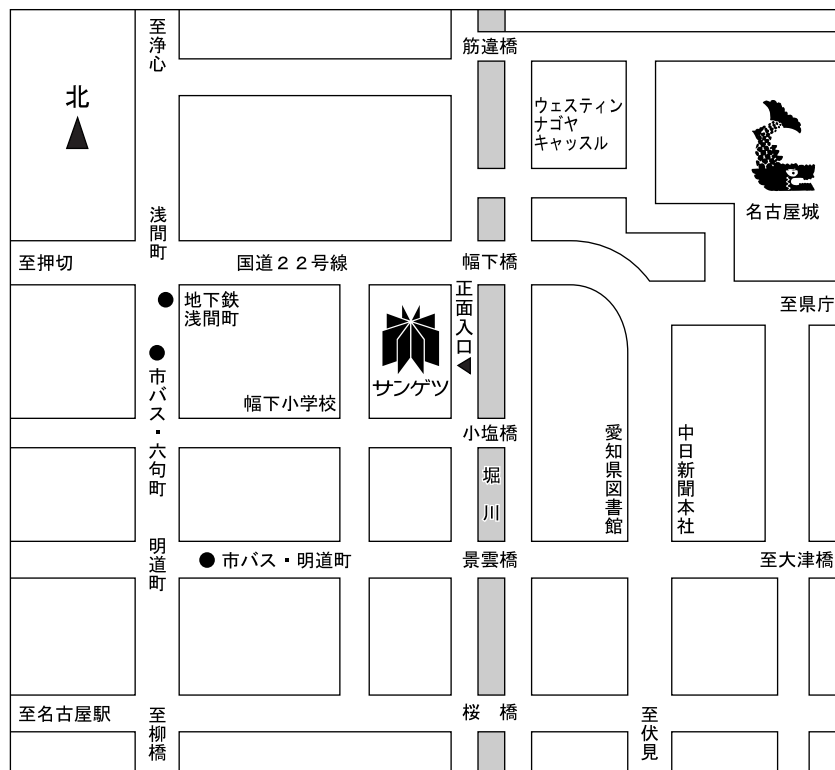 至浄心
筋違橋
北
ウェスティン
ナゴヤ
キャッスル
名古屋城
浅間町
至押切
国道22号線
幅下橋
至県庁
地下鉄
浅間町
正面入口
サンゲツ
幅下小学校
市バス・六句町
小塩橋
愛知県図書館
中日新聞本社
堀川
明道町
市バス・明道町
景雲橋
至大津橋
至名古屋駅
至柳橋
桜 橋
至伏見